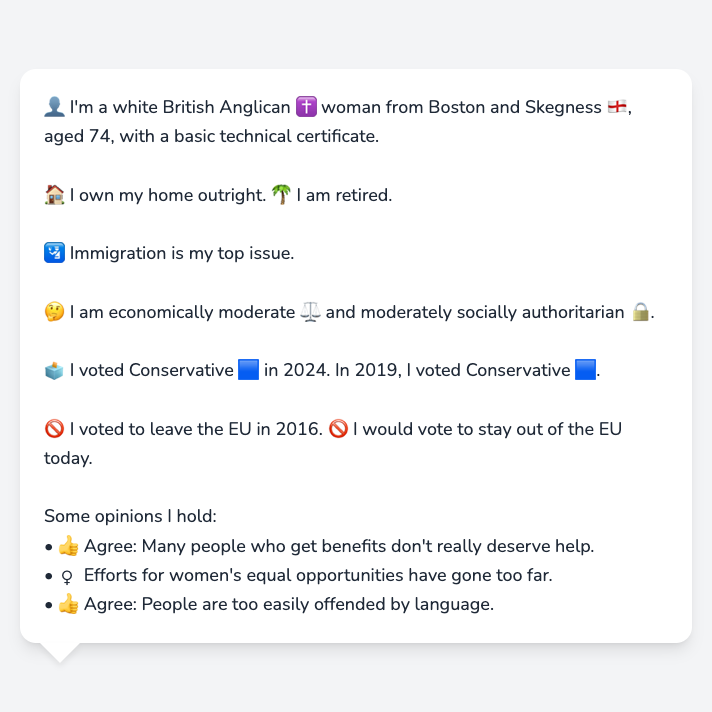 👤 I'm a white British Anglican ✝️ woman from Boston and Skegness 🏴󠁧󠁢󠁥󠁮󠁧󠁿,
aged 74, with a basic technical certificate.
🏠 I own my home outright. 🌴 I am retired.
🛂 Immigration is my top issue.
🤔 I am economically moderate ⚖️ and moderately socially authoritarian 🔒.
🗳️ I voted Conservative 🟦 in 2024. In 2019, I voted Conservative 🟦.
🚫 I voted to leave the EU in 2016. 🚫 I would vote to stay out of the EU
today.
Some opinions I hold:
• 👍 Agree: Many people who get benefits don't really deserve help.
• ♀ Efforts for women's equal opportunities have gone too far.
• 👍 Agree: People are too easily offended by language.